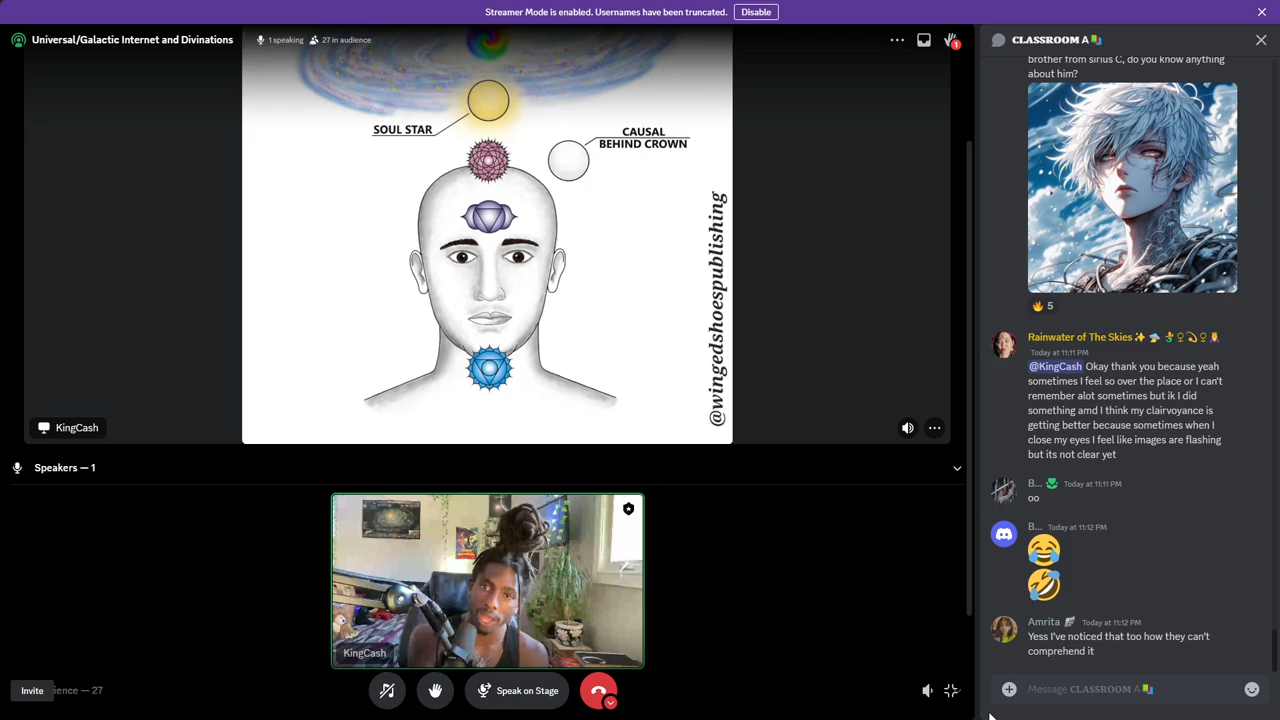 Streamer Mode is enabled. Usernames have been truncated.
Disable
Universal/Galactic Internet and Divinations
1 speaking
27 in audience
1
SOUL STAR
CAUSAL
BEHIND CROWN
@wingedshoespublishing
KingCash
Speakers — 1
KingCash
Invite
ience — 27
Speak on Stage
CLASSROOM A
brother from sirius C, do you know anything
about him?
5
Rainwater of The Skies
Today at 11:11 PM
@KingCash Okay thank you because yeah
sometimes I feel so over the place or I can't
remember alot sometimes but ik I did
something amd I think my clairvoyance is
getting better because sometimes when I
close my eyes I feel like images are flashing
but its not clear yet
B... Today at 11:11 PM
oo
B... Today at 11:12 PM
Amrita Today at 11:12 PM
Yess I've noticed that too how they can't
comprehend it
Message CLASSROOM A